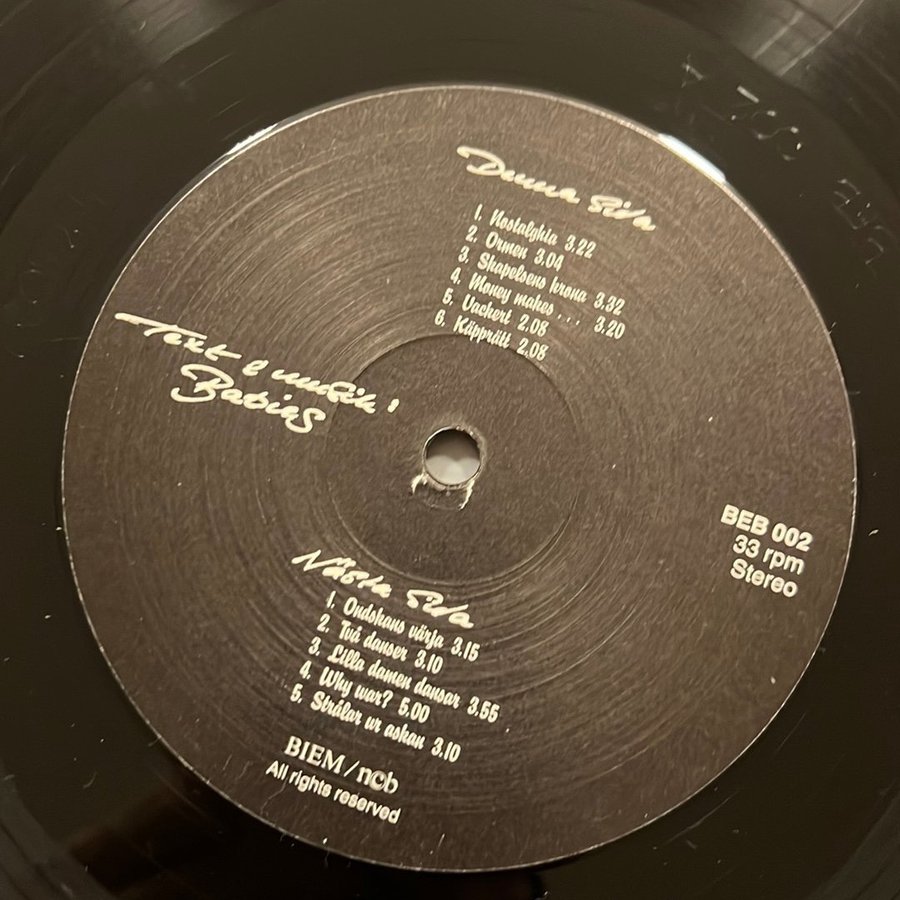 Denna Sida
1. Nostalghia 3.22
2. Ormen 3.04
3. Skapelsens krona 3.32
4. Money makes... 3.20
5. Vackert 2.08
6. Käpprätt 2.08
Text & musik:
Babies
BEB 002
33 rpm
Stereo
Nästa Sida
1. Ondskans värja 3.15
2. Två danser 3.10
3. Lilla damen dansar 3.55
4. Why war? 5.00
5. Strålar ur askan 3.10
BIEM/ncb
All rights reserved